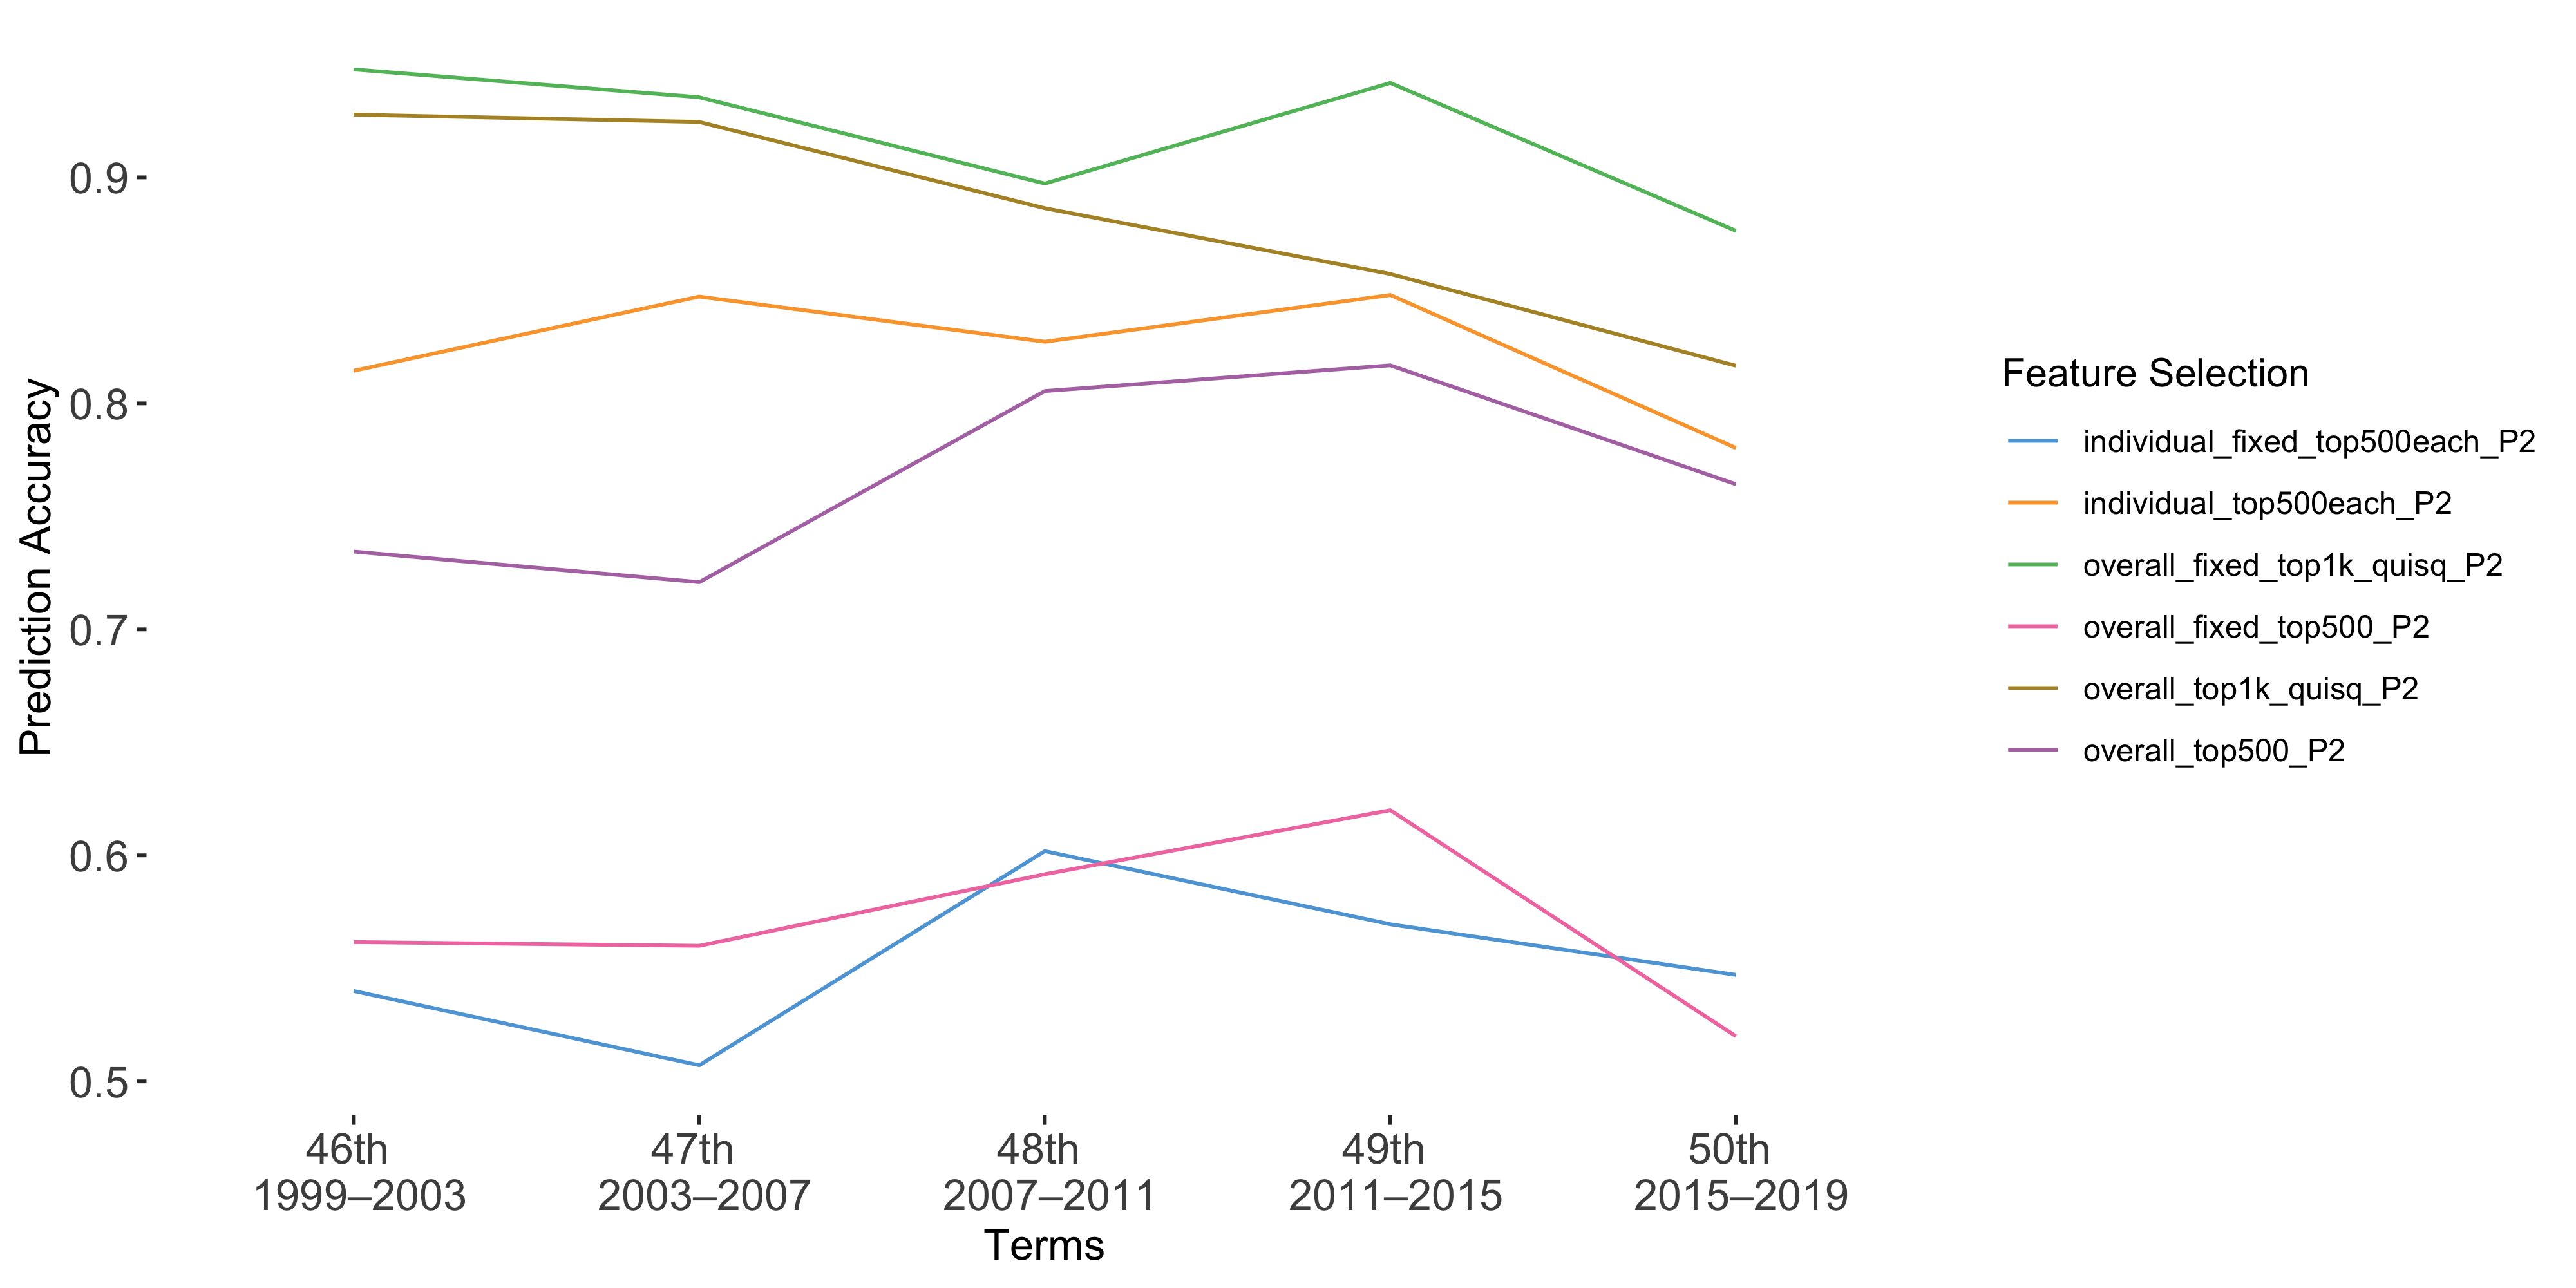 Prediction Accuracy
0.9
0.8
0.7
0.6
0.5
46th
1999–2003
47th
2003–2007
48th
2007–2011
49th
2011–2015
50th
2015–2019
Terms
Feature Selection
individual_fixed_top500each_P2
individual_top500each_P2
overall_fixed_top1k_quisq_P2
overall_fixed_top500_P2
overall_top1k_quisq_P2
overall_top500_P2